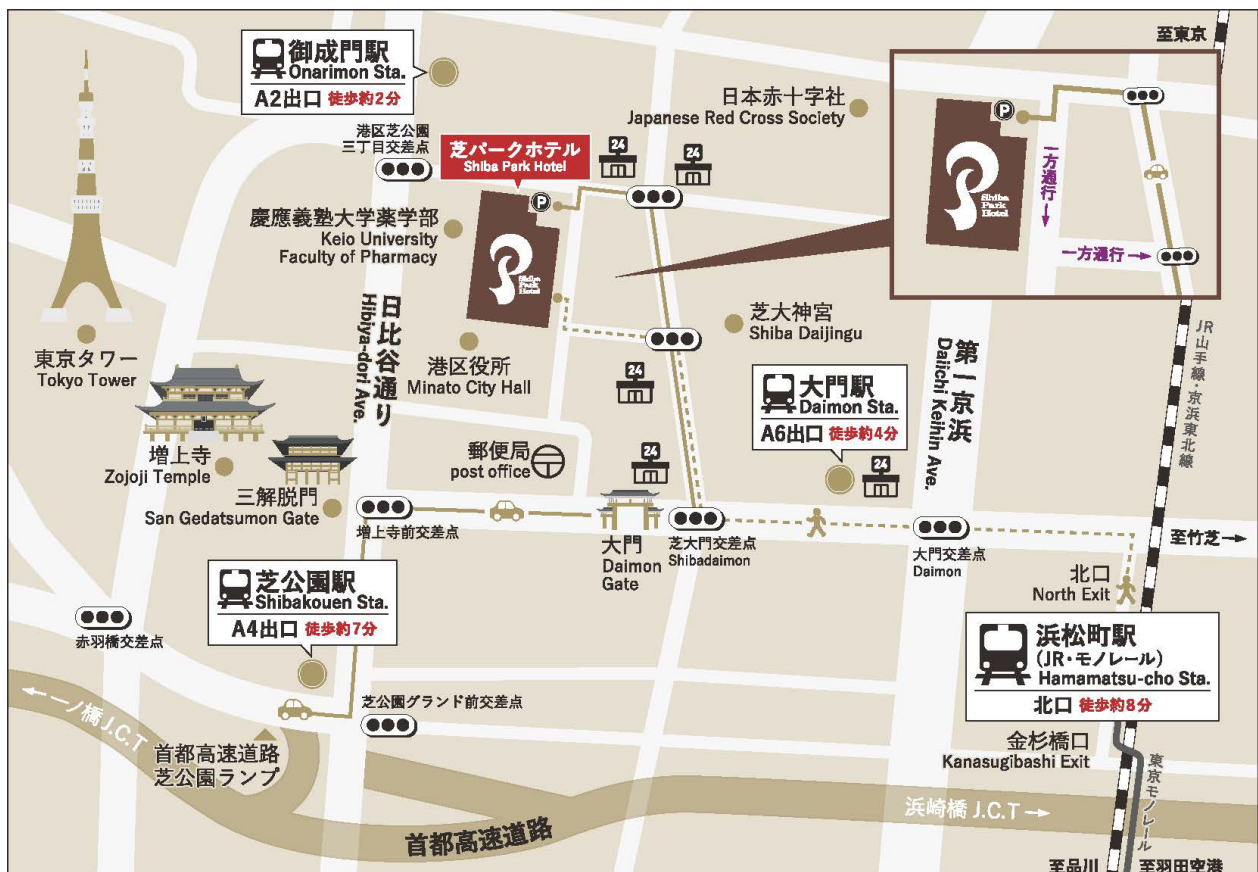 至東京
御成門駅
Onarimon Sta.
A2出口 徒歩約2分
日本赤十字社
Japanese Red Cross Society
港区芝公園
三丁目交差点
芝パークホテル
Shiba Park Hotel
24
24
P
P
Shiba
Park
Hotel
一方通行→
一方通行→
慶應義塾大学薬学部
Keio University
Faculty of Pharmacy
P
Shiba
Park
Hotel
日比谷通り
Hibiya-dori Ave.
芝大神宮
Shiba Daijingu
第一京浜
Daiichi Keihin Ave.
JR山手線・京浜東北線
東京タワー
Tokyo Tower
港区役所
Minato City Hall
24
大門駅
Daimon Sta.
A6出口 徒歩約4分
増上寺
Zojoji Temple
郵便局
post office
24
24
三解脱門
San Gedatsumon Gate
増上寺前交差点
大門
Daimon
Gate
芝大門交差点
Shibadaimon
大門交差点
Daimon
至竹芝→
北口
North Exit
芝公園駅
Shibakouen Sta.
A4出口 徒歩約7分
赤羽橋交差点
浜松町駅
(JR・モノレール)
Hamamatsu-cho Sta.
北口 徒歩約8分
芝公園グランド前交差点
←一ノ橋J.C.T
首都高速道路
芝公園ランプ
金杉橋口
Kanasugibashi Exit
東京モノレール
浜崎橋J.C.T→
首都高速道路
至品川
至羽田空港